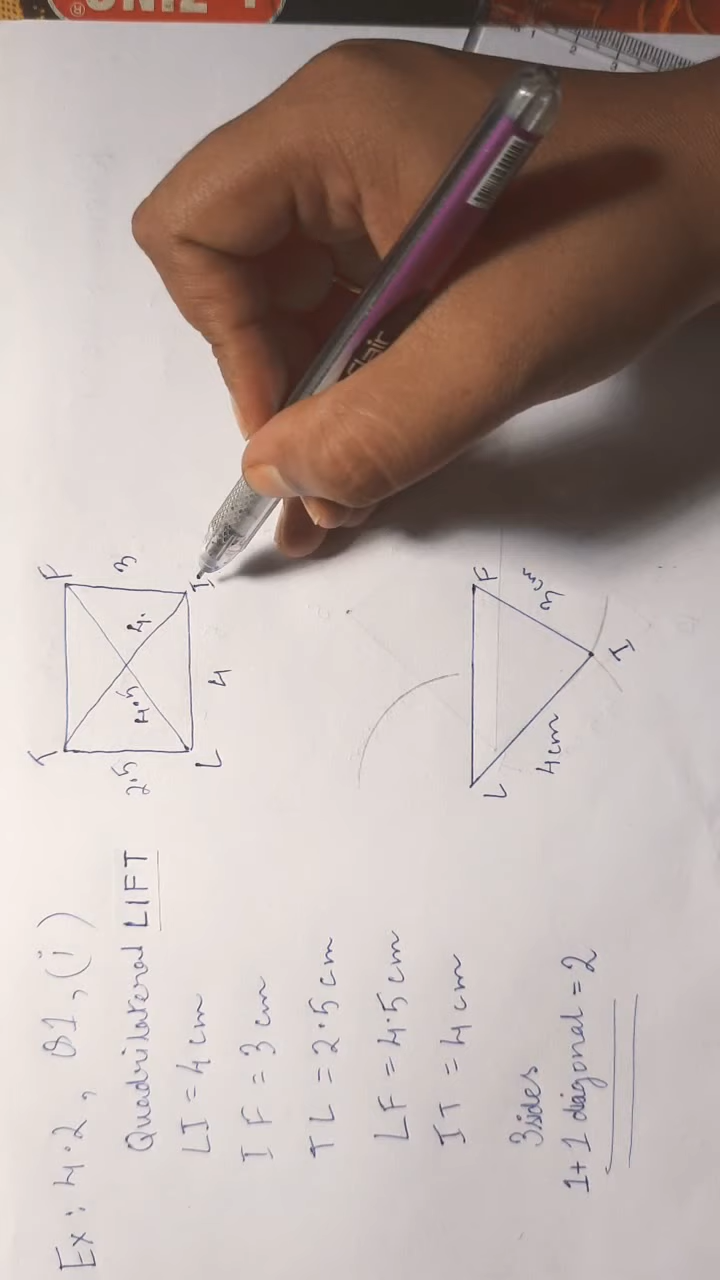 Ex: 4.2, Q1, (i)
Quadrilateral LIFT
LI = 4 cm
IF = 3 cm
TL = 2.5 cm
LF = 4.5 cm
IT = 4 cm
3 sides
1+1 diagonal = 2
T
F
2.5
4.5
4.
3
L
4
I
L
F
4cm
3cm
I
UNIZ®
Flair